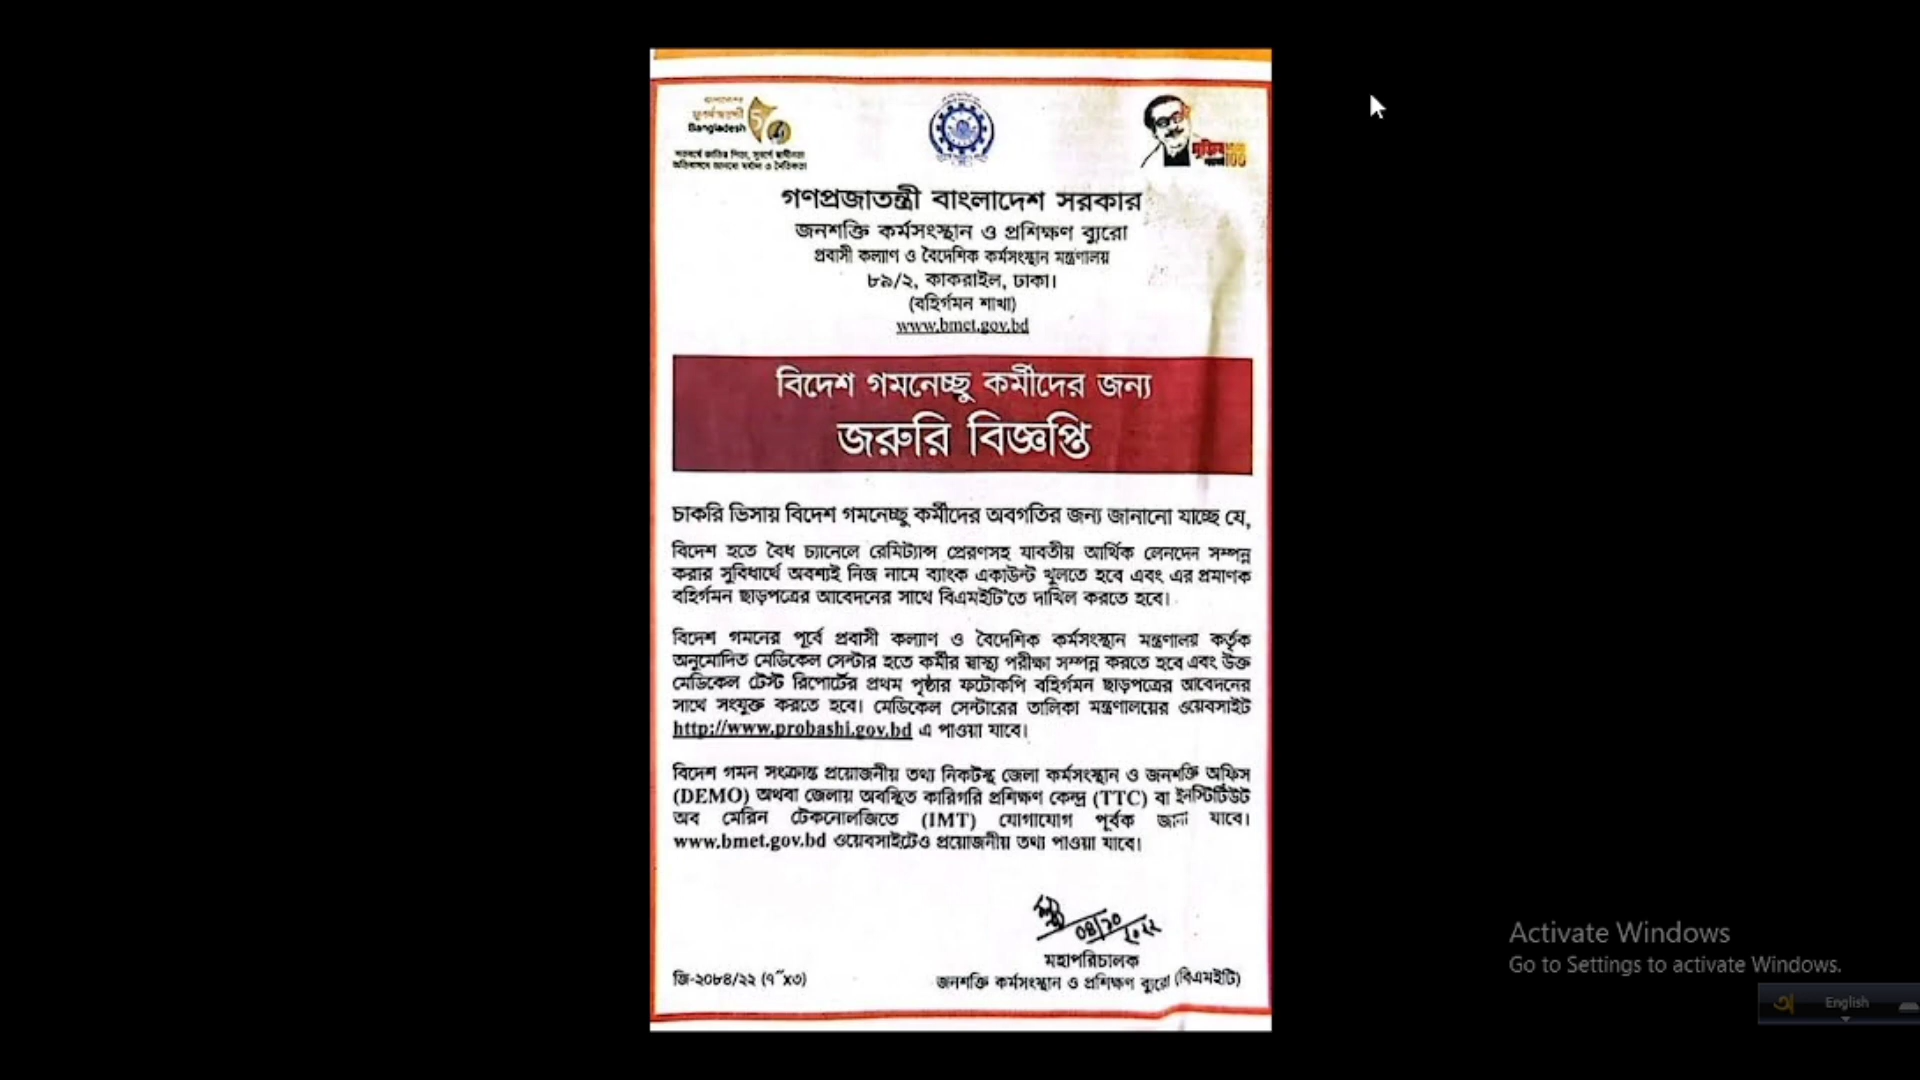 Bangladesh
গণপ্রজাতন্ত্রী বাংলাদেশ সরকার
জনশক্তি কর্মসংস্থান ও প্রশিক্ষণ ব্যুরো
প্রবাসী কল্যাণ ও বৈদেশিক কর্মসংস্থান মন্ত্রণালয়
৮৯/২, কাকরাইল, ঢাকা।
(বহির্গমন শাখা)
www.bmet.gov.bd
বিদেশ গমনেচ্ছু কর্মীদের জন্য
জরুরি বিজ্ঞপ্তি
চাকরি ভিসায় বিদেশ গমনেচ্ছু কর্মীদের অবগতির জন্য জানানো যাচ্ছে যে,
বিদেশ হতে বৈধ চ্যানেলে রেমিট্যান্স প্রেরণসহ যাবতীয় আর্থিক লেনদেন সম্পন্ন
করার সুবিধার্থে অবশ্যই নিজ নামে ব্যাংক একাউন্ট খুলতে হবে এবং এর প্রমাণক
বহির্গমন ছাড়পত্রের আবেদনের সাথে বিএমইটি'তে দাখিল করতে হবে।
বিদেশ গমনের পূর্বে প্রবাসী কল্যাণ ও বৈদেশিক কর্মসংস্থান মন্ত্রণালয় কর্তৃক
অনুমোদিত মেডিকেল সেন্টার হতে কর্মীর স্বাস্থ্য পরীক্ষা সম্পন্ন করতে হবে এবং উক্ত
মেডিকেল টেস্ট রিপোর্টের প্রথম পৃষ্ঠার ফটোকপি বহির্গমন ছাড়পত্রের আবেদনের
সাথে সংযুক্ত করতে হবে। মেডিকেল সেন্টারের তালিকা মন্ত্রণালয়ের ওয়েবসাইট
http://www.probashi.gov.bd এ পাওয়া যাবে।
বিদেশ গমন সংক্রান্ত প্রয়োজনীয় তথ্য নিকটস্থ জেলা কর্মসংস্থান ও জনশক্তি অফিস
(DEMO) অথবা জেলায় অবস্থিত কারিগরি প্রশিক্ষণ কেন্দ্র (TTC) বা ইনস্টিটিউট
অব মেরিন টেকনোলজিতে (IMT) যোগাযোগ পূর্বক জানা যাবে।
www.bmet.gov.bd ওয়েবসাইটেও প্রয়োজনীয় তথ্য পাওয়া যাবে।
মহাপরিচালক
জনশক্তি কর্মসংস্থান ও প্রশিক্ষণ ব্যুরো (বিএমইটি)
জি-২০৮৪/২২ (৭˝x৩)
Activate Windows
Go to Settings to activate Windows.
অ English